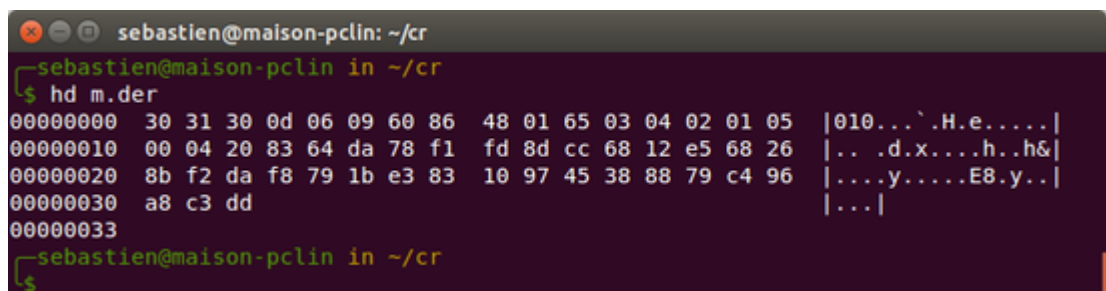 sebastien@maison-pclin: ~/cr
sebastien@maison-pclin in ~/cr
$ hd m.der
00000000  30 31 30 0d 06 09 60 86  48 01 65 03 04 02 01 05  |010...`.H.e.....|
00000010  00 04 20 83 64 da 78 f1  fd 8d cc 68 12 e5 68 26  |.. .d.x....h..h&|
00000020  8b f2 da f8 79 1b e3 83  10 97 45 38 88 79 c4 96  |....y.....E8.y..|
00000030  a8 c3 dd                                          |...|
00000033
sebastien@maison-pclin in ~/cr
$